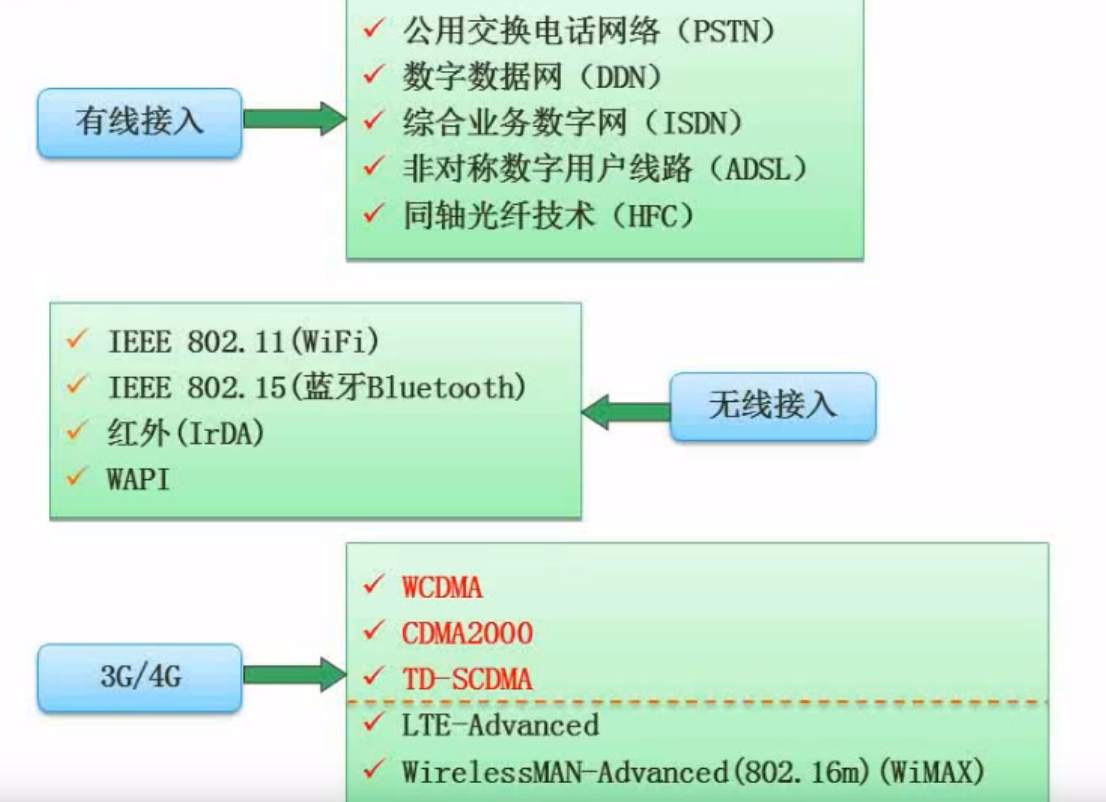 公用交换电话网络（PSTN）
数字数据网（DDN）
有线接入
综合业务数字网（ISDN）
非对称数字用户线路（ADSL）
同轴光纤技术（HFC）
IEEE 802.11(WiFi)
IEEE 802.15(蓝牙Bluetooth)
无线接入
红外(IrDA)
WAPI
WCDMA
CDMA2000
3G/4G
TD-SCDMA
LTE-Advanced
WirelessMAN-Advanced(802.16m)(WiMAX)